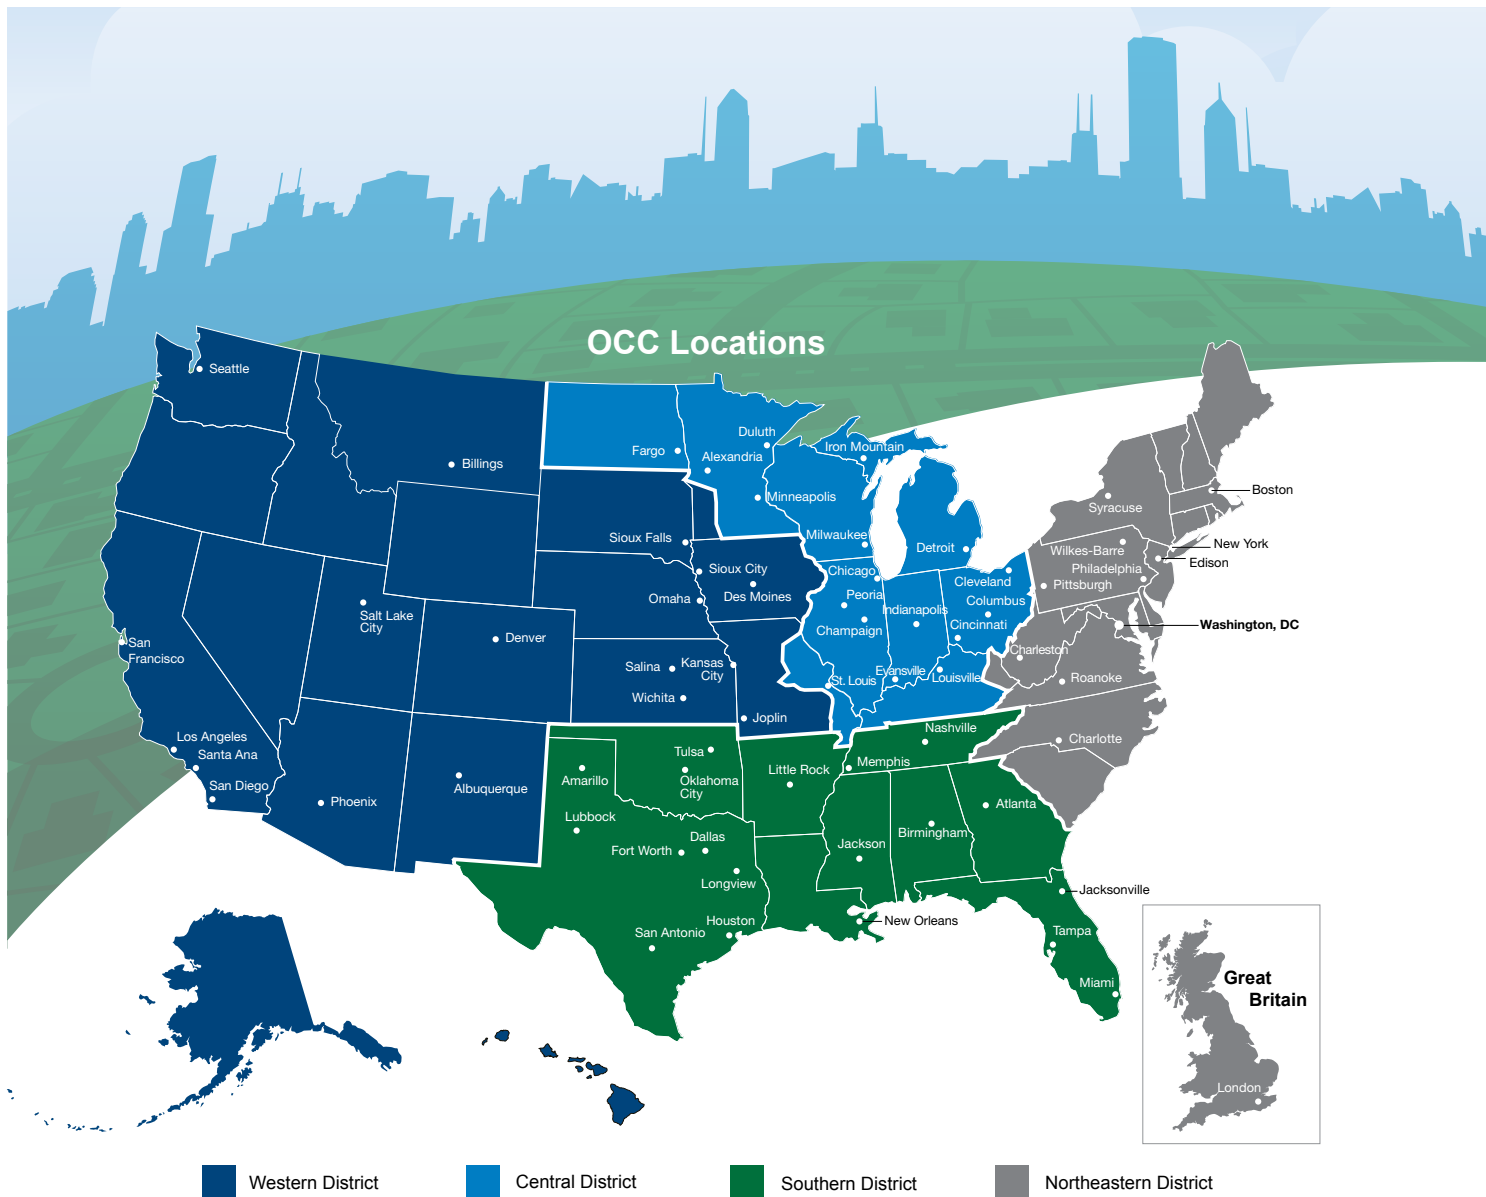 OCC Locations
Seattle
Billings
Fargo
Duluth
Alexandria
Minneapolis
Iron Mountain
Milwaukee
Detroit
Syracuse
Boston
New York
Edison
Wilkes-Barre
Philadelphia
Pittsburgh
Washington, DC
Sioux Falls
Sioux City
Des Moines
Omaha
Chicago
Peoria
Champaign
Indianapolis
Cleveland
Columbus
Cincinnati
Charleston
Roanoke
Salt Lake
City
Denver
San
Francisco
Salina
Kansas
City
Wichita
Joplin
St. Louis
Evansville
Louisville
Los Angeles
Santa Ana
San Diego
Phoenix
Albuquerque
Amarillo
Tulsa
Oklahoma
City
Little Rock
Nashville
Memphis
Charlotte
Lubbock
Fort Worth
Dallas
Longview
Jackson
Birmingham
Atlanta
Houston
San Antonio
New Orleans
Jacksonville
Tampa
Miami
Great
Britain
London
Western District
Central District
Southern District
Northeastern District